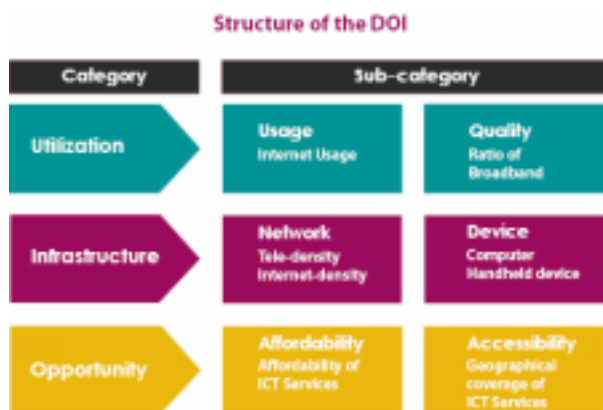 Structure of the DOI
Category
Sub-category
Utilization
Usage
Internet Usage
Quality
Ratio of
Broadband
Infrastructure
Network
Tele-density
Internet-density
Device
Computer
Handheld device
Opportunity
Affordability
Affordability of
ICT Services
Accessibility
Geographical
coverage of
ICT Services